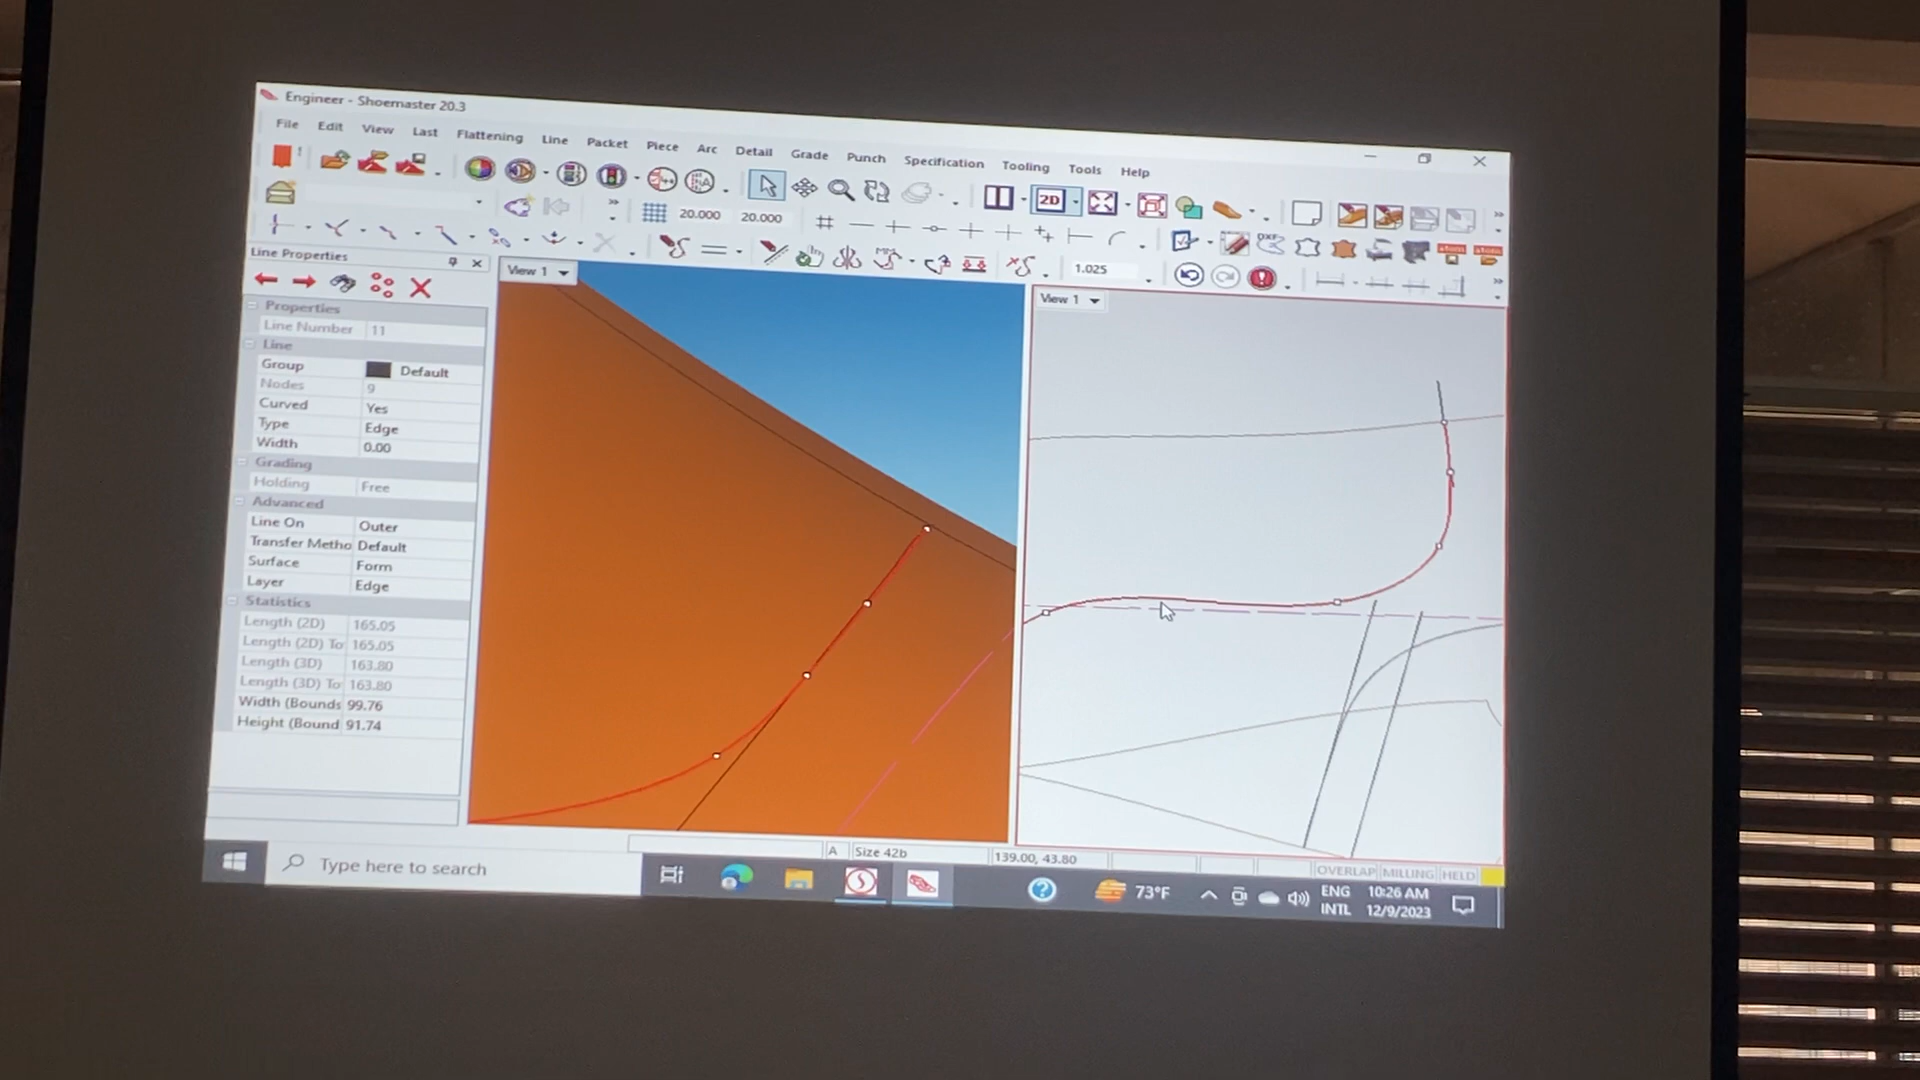 Engineer - Shoemaster 20.3
File Edit View Last Flattening Line Packet Piece Arc Detail Grade Punch Specification Tooling Tools Help
2D
20.000 20.000
DXF
1.025
Line Properties
View 1
View 1
Properties
Line Number 11
Line
Group Default
Nodes 9
Curved Yes
Type Edge
Width 0.00
Grading
Holding Free
Advanced
Line On Outer
Transfer Metho Default
Surface Form
Layer Edge
Statistics
Length (2D) 165.05
Length (2D) To 165.05
Length (3D) 163.80
Length (3D) To 163.80
Width (Bounds 99.76
Height (Bound 91.74
A Size 42b 139.00, 43.80
OVERLAP MILLING HELD
Type here to search
73°F
ENG 10:26 AM
INTL 12/9/2023